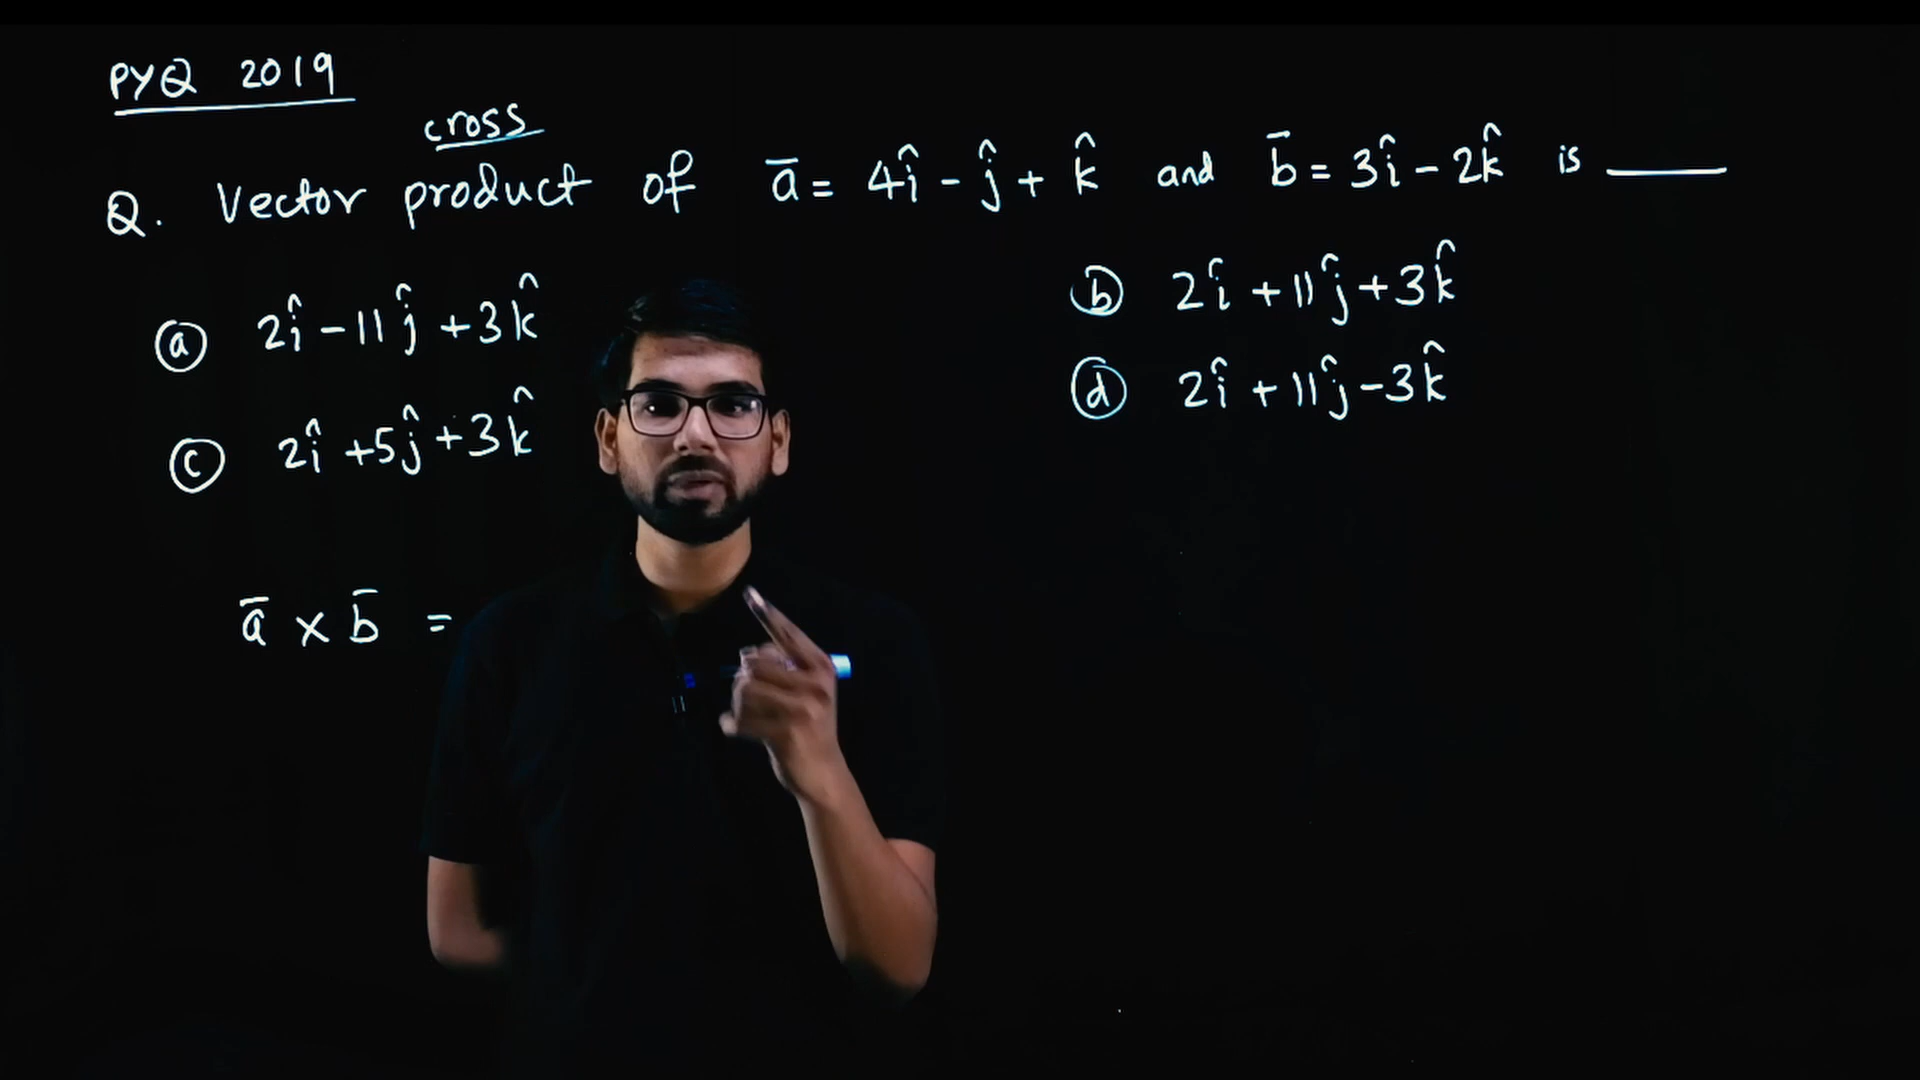 PYQ 2019
cross
Q. Vector product of a̅ = 4î - ĵ + k̂ and b̅ = 3î - 2k̂ is ____
ⓐ 2î - 11ĵ + 3k̂
ⓑ 2î + 11ĵ + 3k̂
ⓒ 2î + 5ĵ + 3k̂
ⓓ 2î + 11ĵ - 3k̂
a̅ × b̅ =